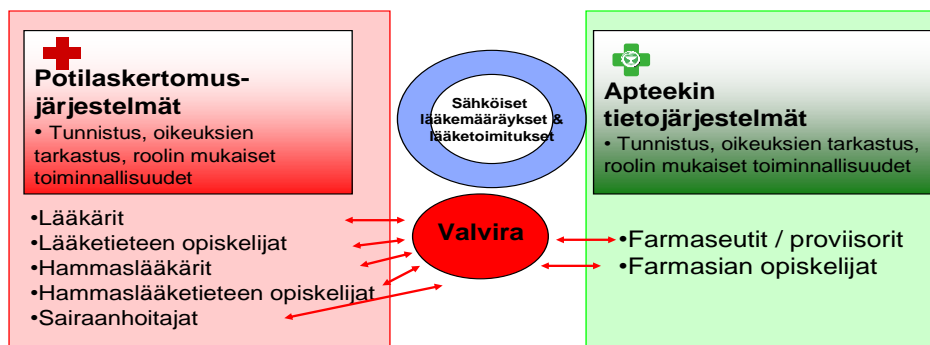 Potilaskertomus-
järjestelmät
• Tunnistus, oikeuksien
tarkastus, roolin mukaiset
toiminnallisuudet
•Lääkärit
•Lääketieteen opiskelijat
•Hammaslääkärit
•Hammaslääketieteen opiskelijat
•Sairaanhoitajat
Sähköiset
lääkemääräykset &
lääketoimitukset
Valvira
Apteekin
tietojärjestelmät
• Tunnistus, oikeuksien tarkastus,
roolin mukaiset toiminnallisuudet
•Farmaseutit / proviisorit
•Farmasian opiskelijat